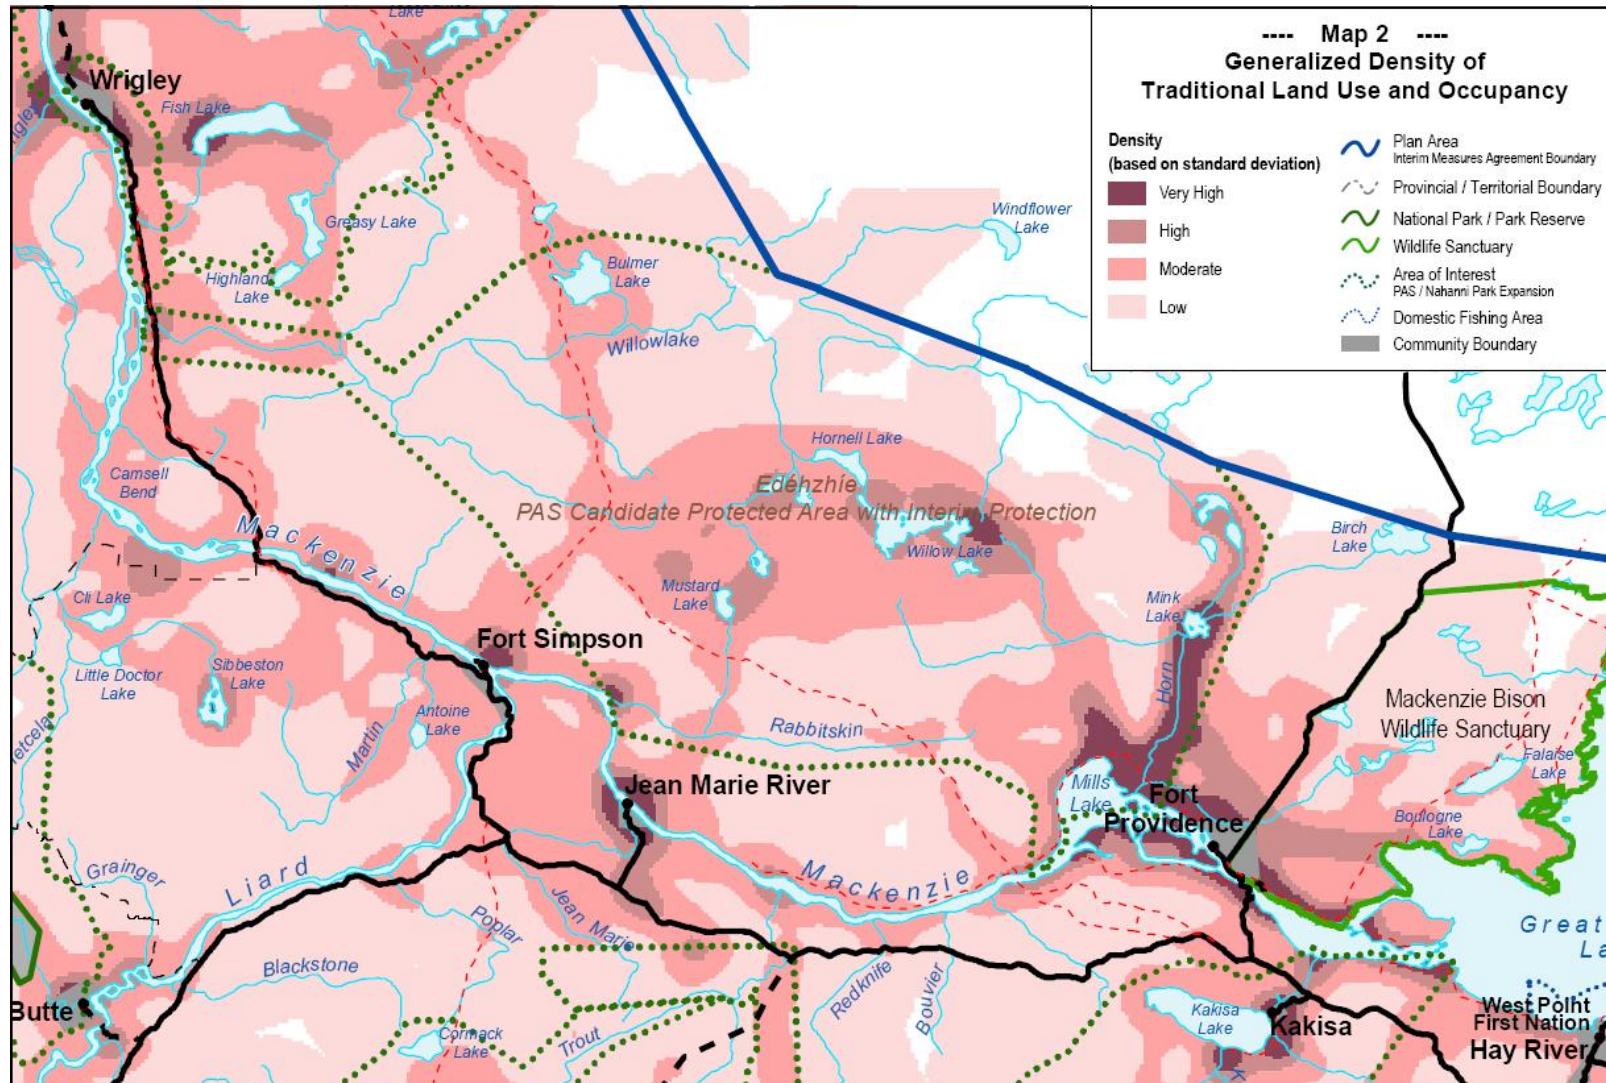 ---- Map 2 ----
Generalized Density of
Traditional Land Use and Occupancy
Density
(based on standard deviation)
Very High
High
Moderate
Low
Plan Area
Interim Measures Agreement Boundary
Provincial / Territorial Boundary
National Park / Park Reserve
Wildlife Sanctuary
Area of Interest
PAS / Nahanni Park Expansion
Domestic Fishing Area
Community Boundary
Lake
Wrigley
Fish Lake
Greasy Lake
Highland
Lake
Bulmer
Lake
Windflower
Lake
Willowlake
Camsell
Bend
Hornell Lake
Edéhzhíe
PAS Candidate Protected Area with Interim Protection
Mackenzie
Willow Lake
Birch
Lake
Cli Lake
Mustard
Lake
Mink
Lake
Fort Simpson
Little Doctor
Lake
Sibbeston
Lake
Horn
Mackenzie Bison
Wildlife Sanctuary
Antoine
Lake
Martin
Rabbitskin
Falaise
Lake
Jean Marie River
Mills
Lake
Fort
Providence
Boulogne
Lake
Grainger
Liard
Mackenzie
Jean Marie
Poplar
Great
La
Blackstone
Redknife
Bouvier
Butte
Cormack
Lake
Trout
Kakisa
Lake
Kakisa
West Point
First Nation
Hay River
K